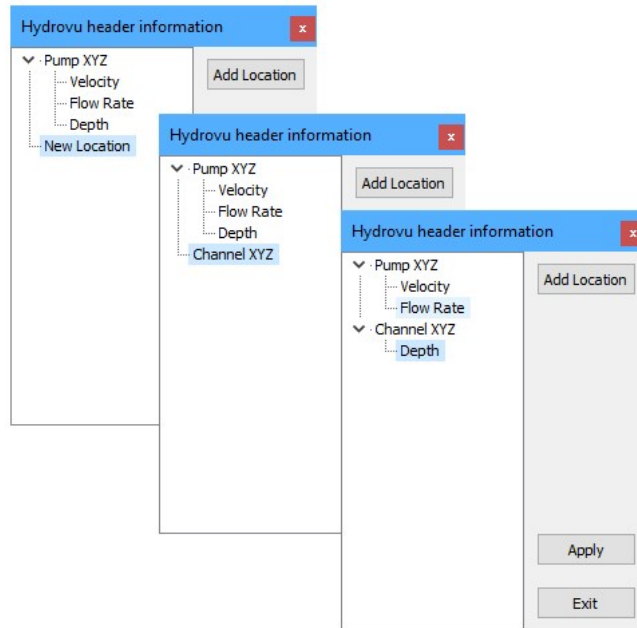 Hydrovu header information
x
Pump XYZ
Add Location
Velocity
Flow Rate
Depth
New Location
Hydrovu header information
x
Pump XYZ
Add Location
Velocity
Flow Rate
Depth
Channel XYZ
Hydrovu header information
x
Pump XYZ
Add Location
Velocity
Flow Rate
Channel XYZ
Depth
Apply
Exit